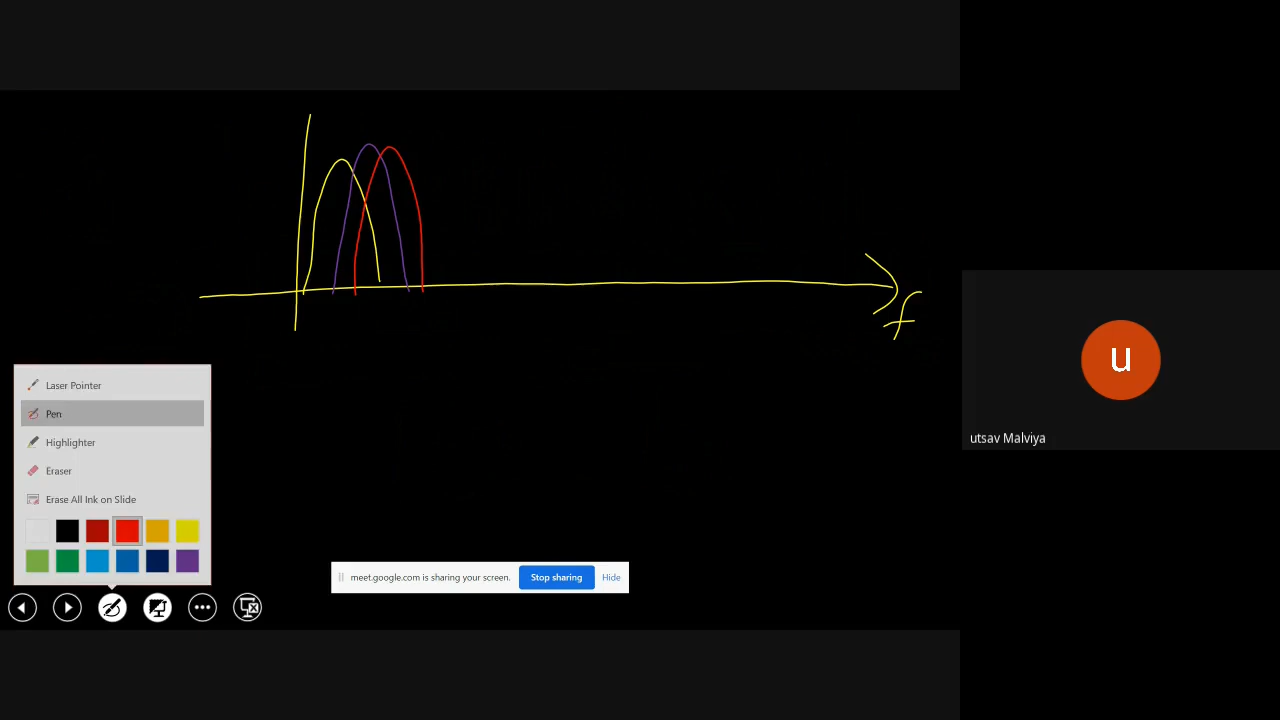 f
Laser Pointer
Pen
Highlighter
Eraser
Erase All Ink on Slide
meet.google.com is sharing your screen.
Stop sharing
Hide
u
utsav Malviya